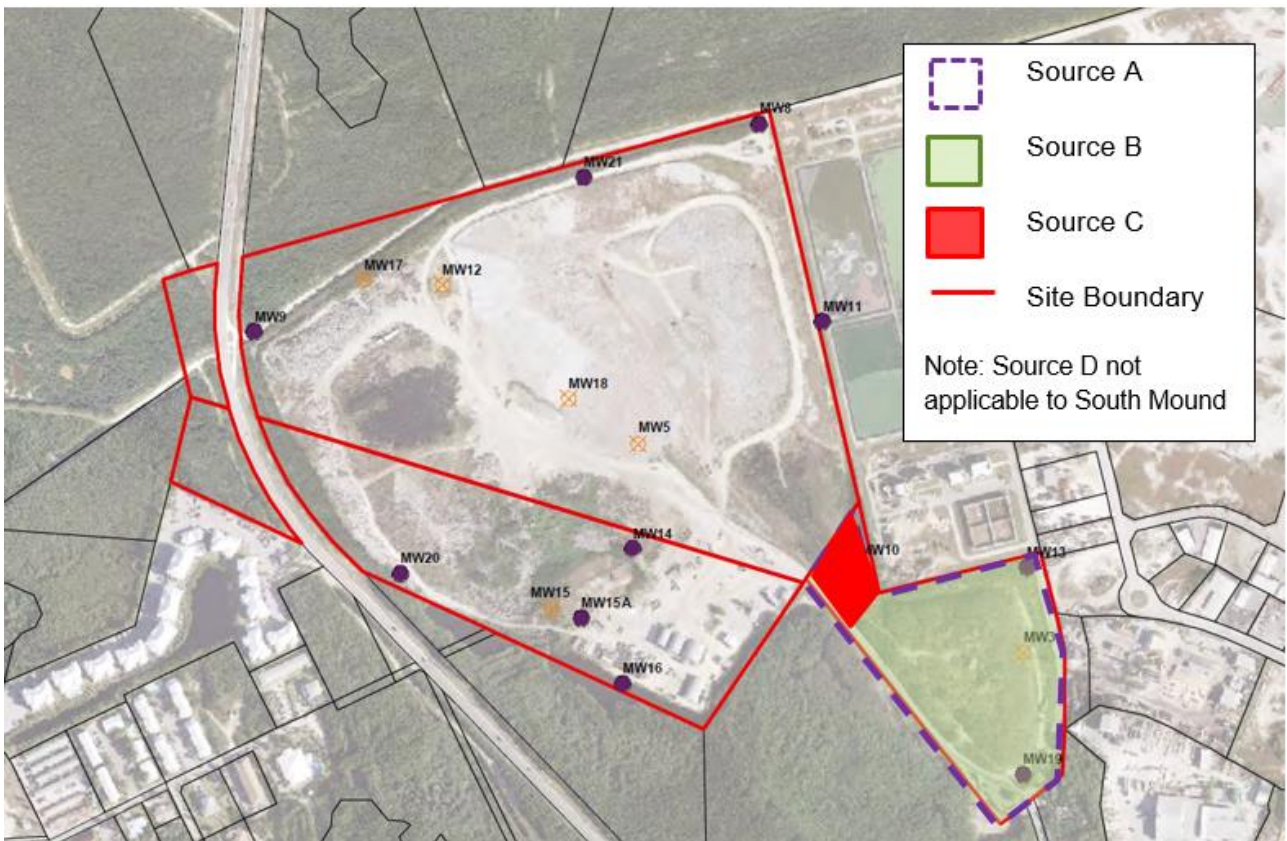 MW8
MW21
MW17
MW12
MW9
MW11
MW18
MW5
MW14
MW10
MW13
MW20
MW15
MW15A
MW3
MW16
MW19
Source A
Source B
Source C
Site Boundary
Note: Source D not
applicable to South Mound